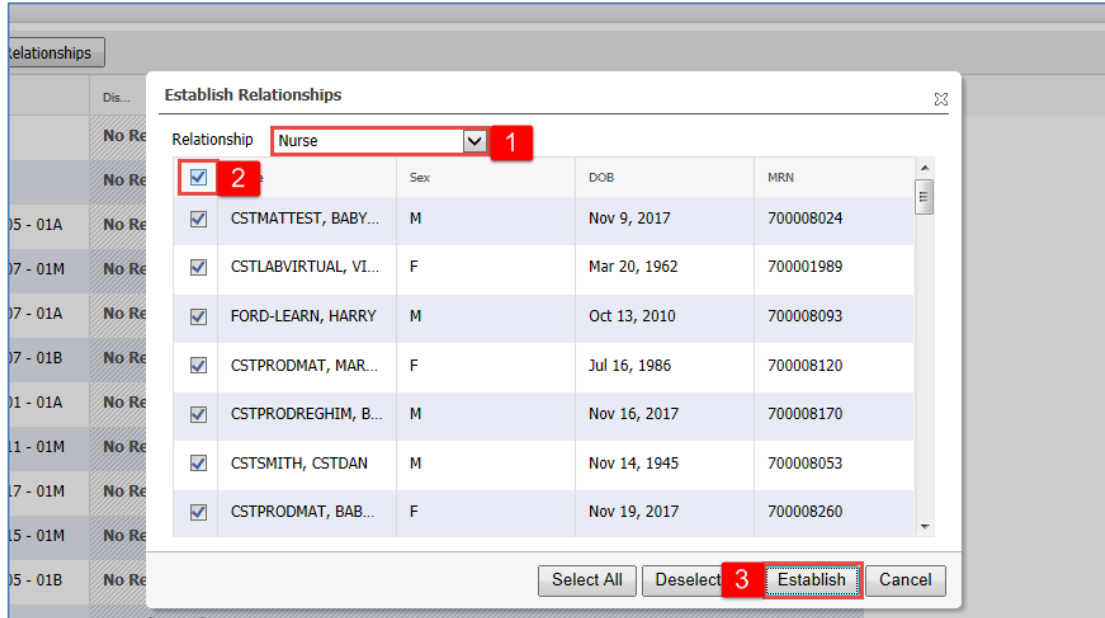 Relationships
Dis...
Establish Relationships
Relationship Nurse 1
2 Sex DOB MRN
No Re CSTMATTEST, BABY... M Nov 9, 2017 700008024
No Re
05 - 01A No Re CSTLABVIRTUAL, VI... F Mar 20, 1962 700001989
07 - 01M No Re
07 - 01A No Re FORD-LEARN, HARRY M Oct 13, 2010 700008093
07 - 01B No Re CSTPRODMAT, MAR... F Jul 16, 1986 700008120
01 - 01A No Re CSTPRODREGHIM, B... M Nov 16, 2017 700008170
11 - 01M No Re
17 - 01M No Re CSTSMITH, CSTDAN M Nov 14, 1945 700008053
15 - 01M No Re CSTPRODMAT, BAB... F Nov 19, 2017 700008260
05 - 01B No Re
Select All Deselect 3 Establish Cancel